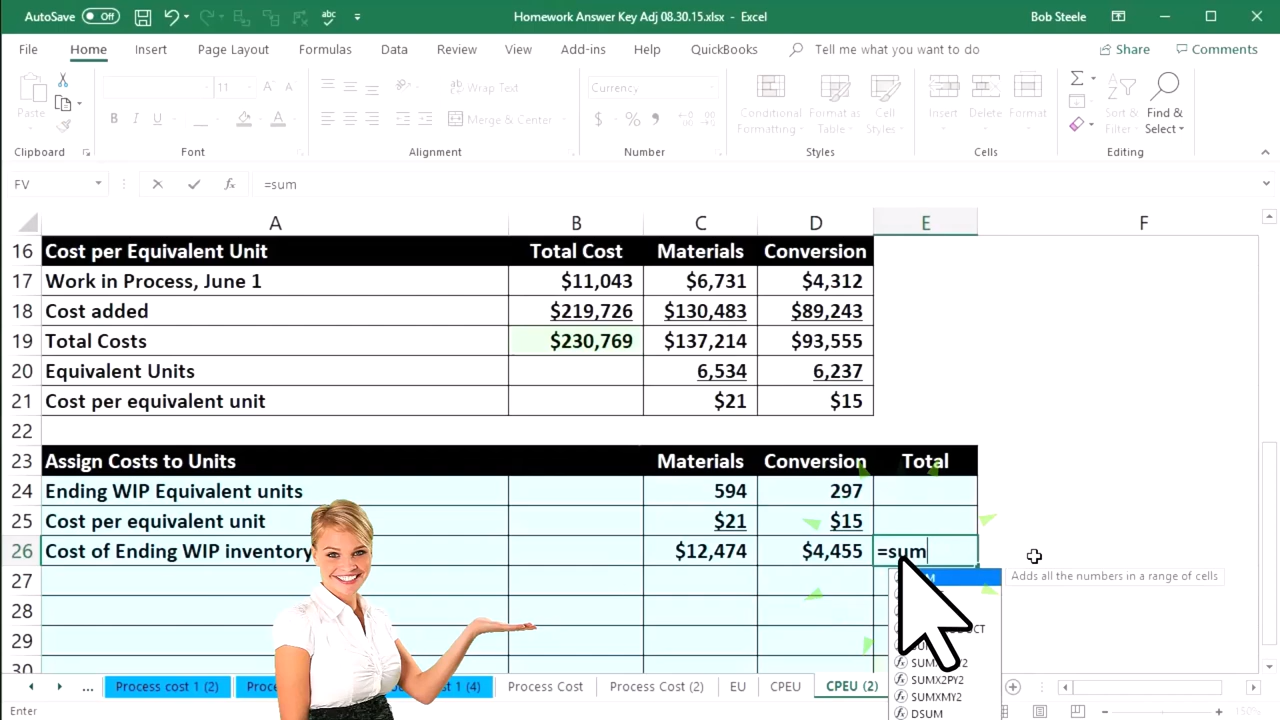 AutoSave Off Homework Answer Key Adj 08.30.15.xlsx - Excel Bob Steele
File Home Insert Page Layout Formulas Data Review View Add-ins Help QuickBooks Tell me what you want to do Share Comments
Paste 11 Wrap Text Merge & Center Currency Conditional Formatting Format as Table Cell Styles Insert Delete Format Sort & Filter Find & Select
Clipboard Font Alignment Number Styles Cells Editing
FV =sum
A B C D E F
16 Cost per Equivalent Unit Total Cost Materials Conversion
17 Work in Process, June 1 $11,043 $6,731 $4,312
18 Cost added $219,726 $130,483 $89,243
19 Total Costs $230,769 $137,214 $93,555
20 Equivalent Units 6,534 6,237
21 Cost per equivalent unit $21 $15
22
23 Assign Costs to Units Materials Conversion Total
24 Ending WIP Equivalent units 594 297
25 Cost per equivalent unit $21 $15
26 Cost of Ending WIP inventory $12,474 $4,455 =sum
Adds all the numbers in a range of cells
27
28
29
30
SUMX2PY2
SUMXMY2
DSUM
... Process cost 1 (2) Process Cost Process Cost (2) EU CPEU CPEU (2)
Enter 150%